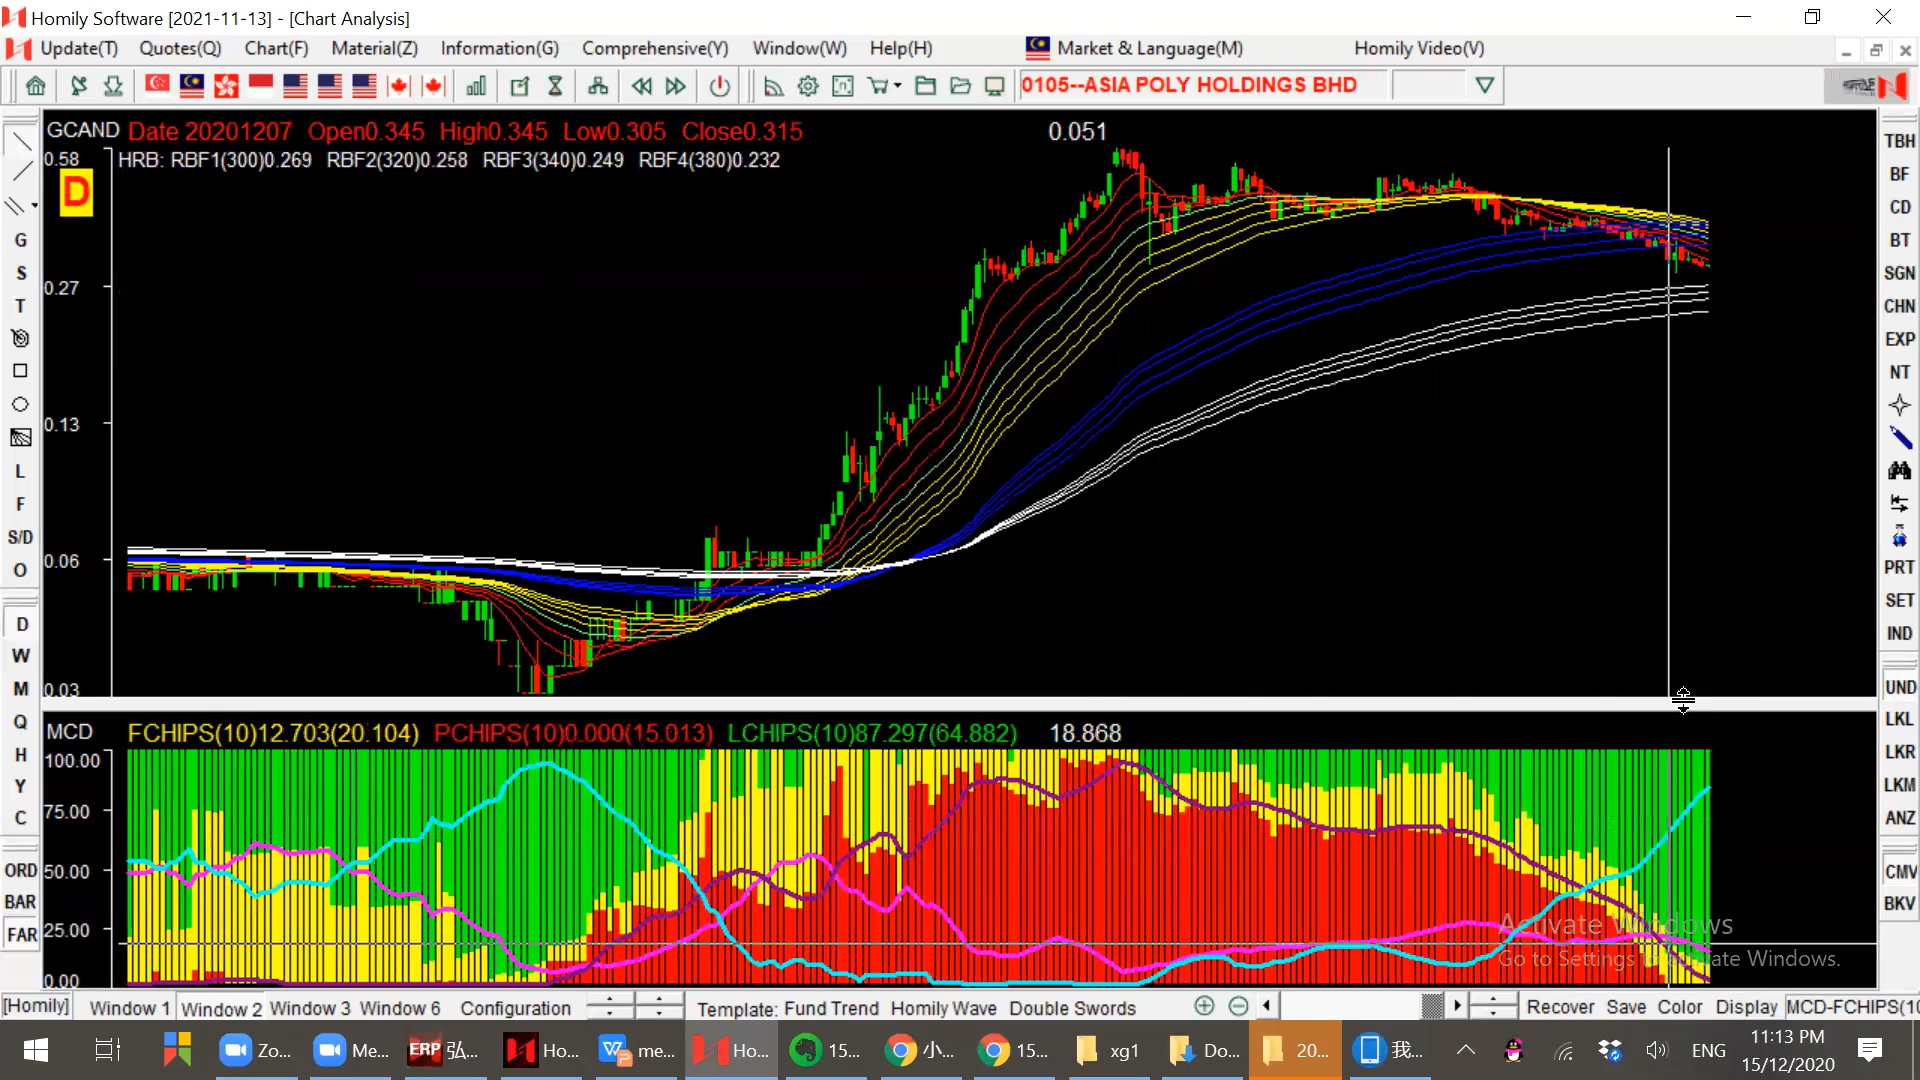 Homily Software [2021-11-13] - [Chart Analysis]
Update(T) Quotes(Q) Chart(F) Material(Z) Information(G) Comprehensive(Y) Window(W) Help(H) Market & Language(M) Homily Video(V)
0105--ASIA POLY HOLDINGS BHD
GCAND Date 20201207 Open0.345 High0.345 Low0.305 Close0.315 0.051
HRB: RBF1(300)0.269 RBF2(320)0.258 RBF3(340)0.249 RBF4(380)0.232
0.58
D
0.27
0.13
0.06
0.03
MCD FCHIPS(10)12.703(20.104) PCHIPS(10)0.000(15.013) LCHIPS(10)87.297(64.882) 18.868
100.00
75.00
50.00
25.00
0.00
G
S
T
L
F
S/D
O
D
W
M
Q
H
Y
C
ORD
BAR
FAR
TBH
BF
CD
BT
SGN
CHN
EXP
NT
PRT
SET
IND
UND
LKL
LKR
LKM
ANZ
CMV
BKV
Activate Windows
Go to Settings to activate Windows.
[Homily] Window 1 Window 2 Window 3 Window 6 Configuration Template: Fund Trend Homily Wave Double Swords Recover Save Color Display MCD-FCHIPS(10
Zo... Me... ERP 弘... Ho... me... Ho... 15... 小... 15... xg1 Do... 20... 我... ENG
11:13 PM
15/12/2020